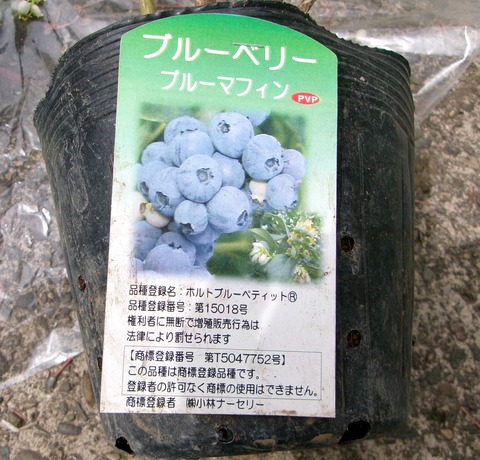 ブルーベリー
ブルーマフィン
PVP
品種登録名：ホルトブルーペティット®
品種登録番号：第15018号
権利者に無断で増殖販売行為は
法律により罰せられます
【商標登録番号 第T5047752号】
この品種は商標登録品種です。
登録者の許可なく商標の使用はできません。
商標登録者 ㈱小林ナーセリー